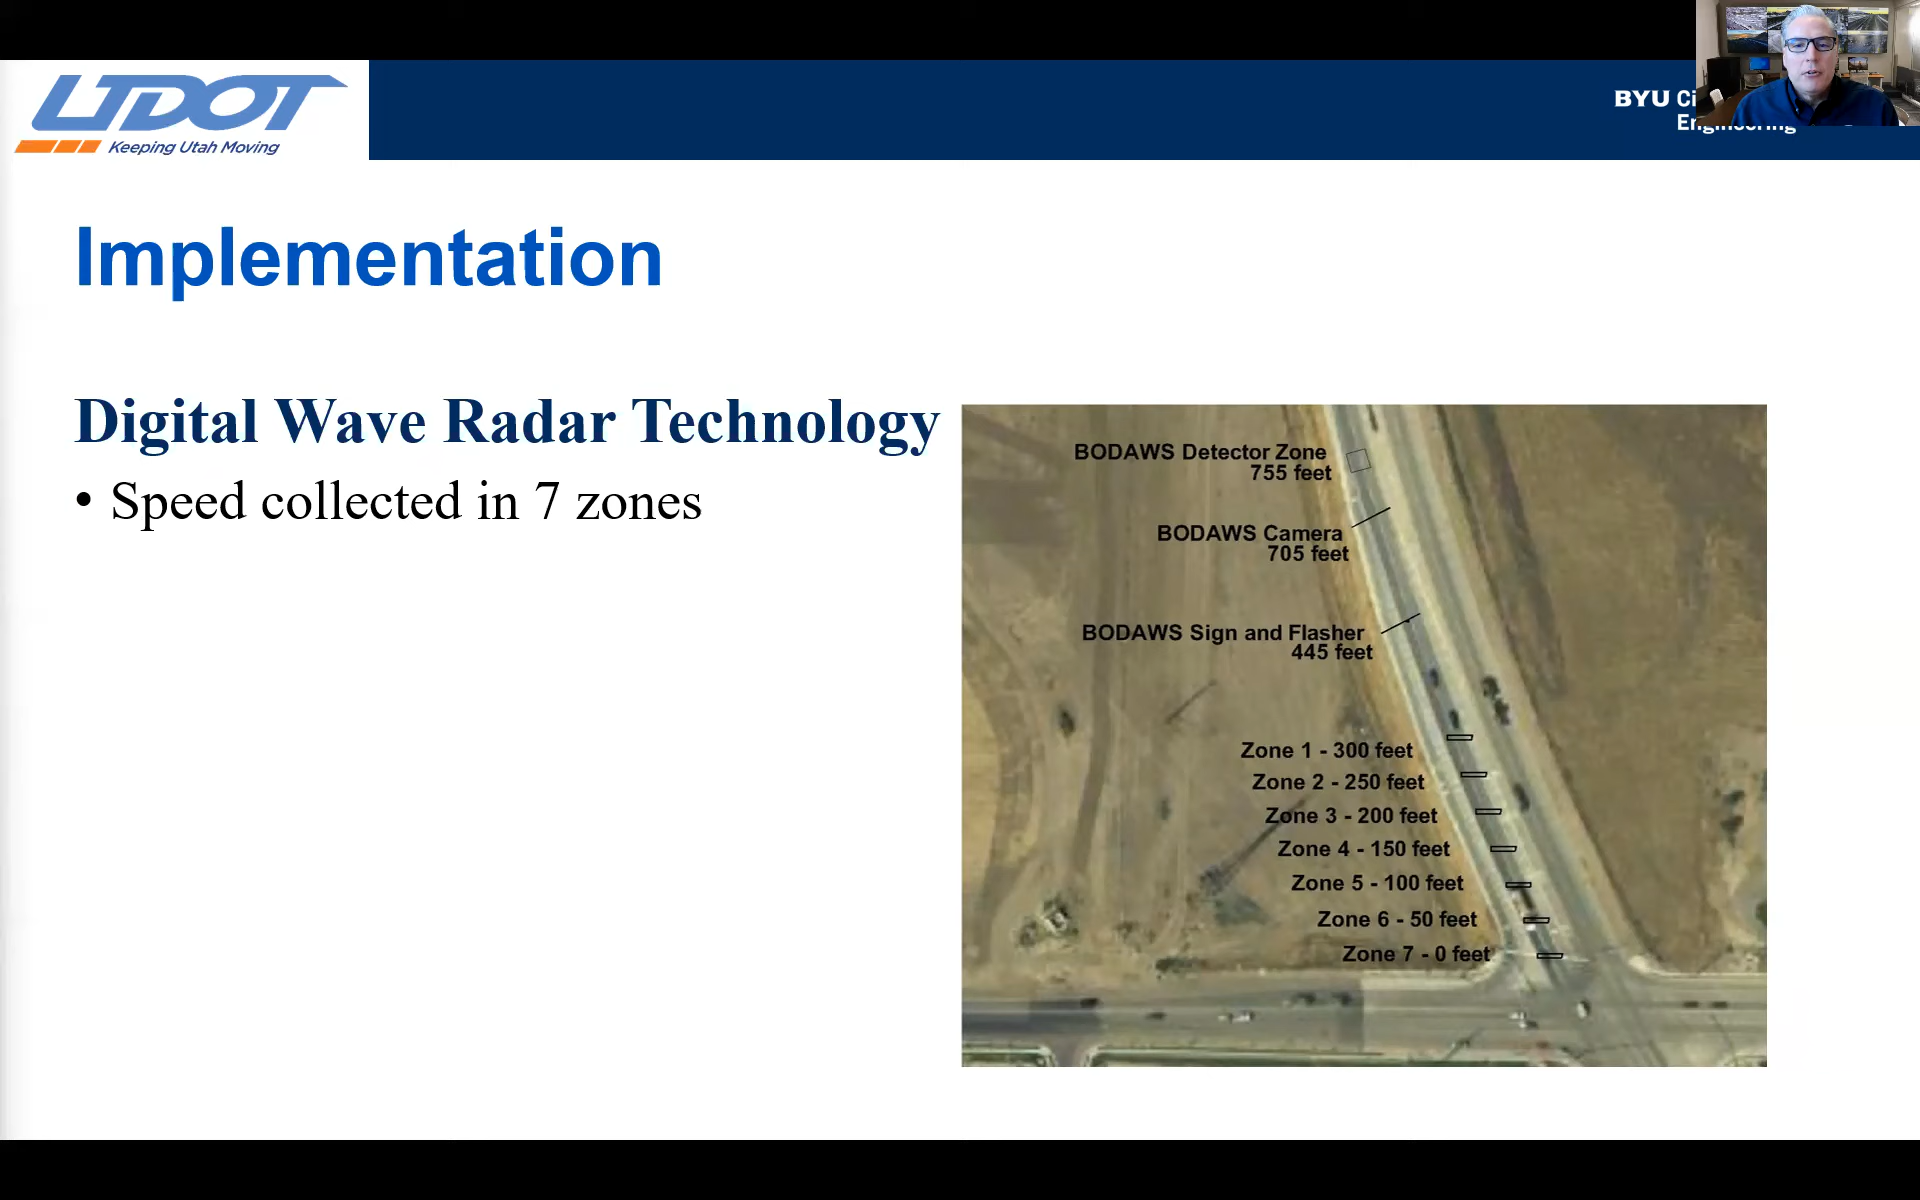 UDOT
Keeping Utah Moving
BYU Ci
Engineering
Implementation
Digital Wave Radar Technology
• Speed collected in 7 zones
BODAWS Detector Zone
755 feet
BODAWS Camera
705 feet
BODAWS Sign and Flasher
445 feet
Zone 1 - 300 feet
Zone 2 - 250 feet
Zone 3 - 200 feet
Zone 4 - 150 feet
Zone 5 - 100 feet
Zone 6 - 50 feet
Zone 7 - 0 feet